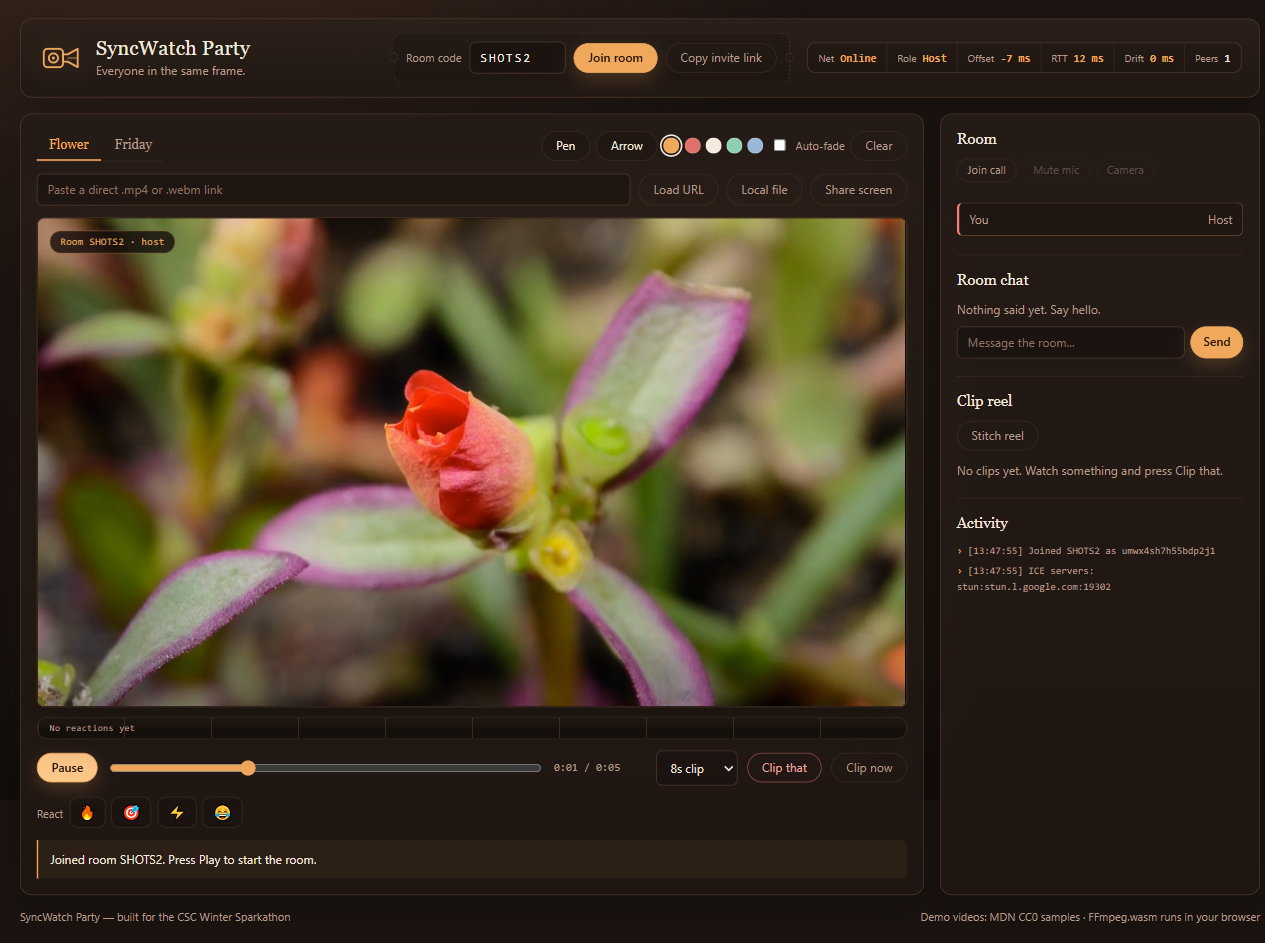 SyncWatch Party
Everyone in the same frame.
Room code SHOTS2 Join room Copy invite link
Net Online Role Host Offset -7 ms RTT 12 ms Drift 0 ms Peers 1
Flower Friday
Pen Arrow Auto-fade Clear
Paste a direct .mp4 or .webm link Load URL Local file Share screen
Room SHOTS2 · host
No reactions yet
Pause 0:01 / 0:05 8s clip Clip that Clip now
React
Joined room SHOTS2. Press Play to start the room.
Room
Join call Mute mic Camera
You Host
Room chat
Nothing said yet. Say hello.
Message the room... Send
Clip reel
Stitch reel
No clips yet. Watch something and press Clip that.
Activity
› [13:47:55] Joined SHOTS2 as umwx4sh7h55bdp2j1
› [13:47:55] ICE servers:
stun:stun.l.google.com:19302
SyncWatch Party — built for the CSC Winter Sparkathon
Demo videos: MDN CC0 samples · FFmpeg.wasm runs in your browser